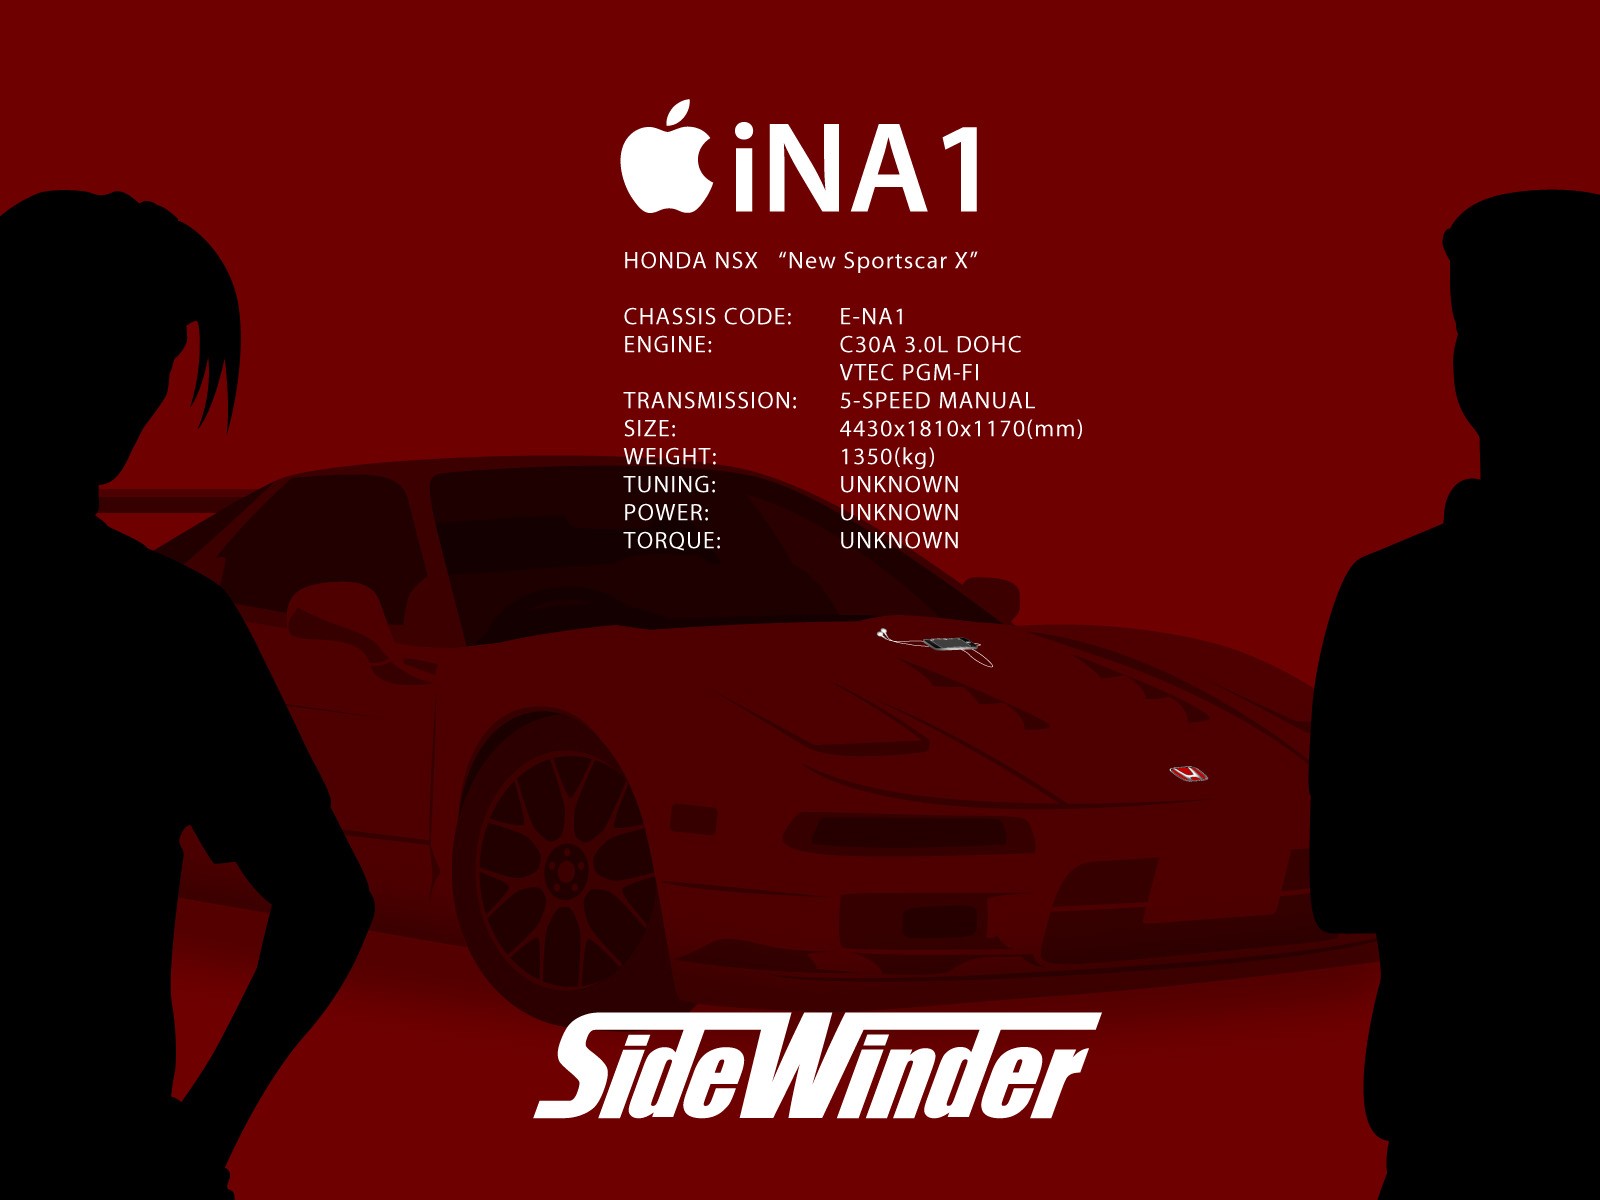 iNA1
HONDA NSX “New Sportscar X”
CHASSIS CODE: E-NA1
ENGINE: C30A 3.0L DOHC
VTEC PGM-FI
TRANSMISSION: 5-SPEED MANUAL
SIZE: 4430x1810x1170(mm)
WEIGHT: 1350(kg)
TUNING: UNKNOWN
POWER: UNKNOWN
TORQUE: UNKNOWN
SideWinder